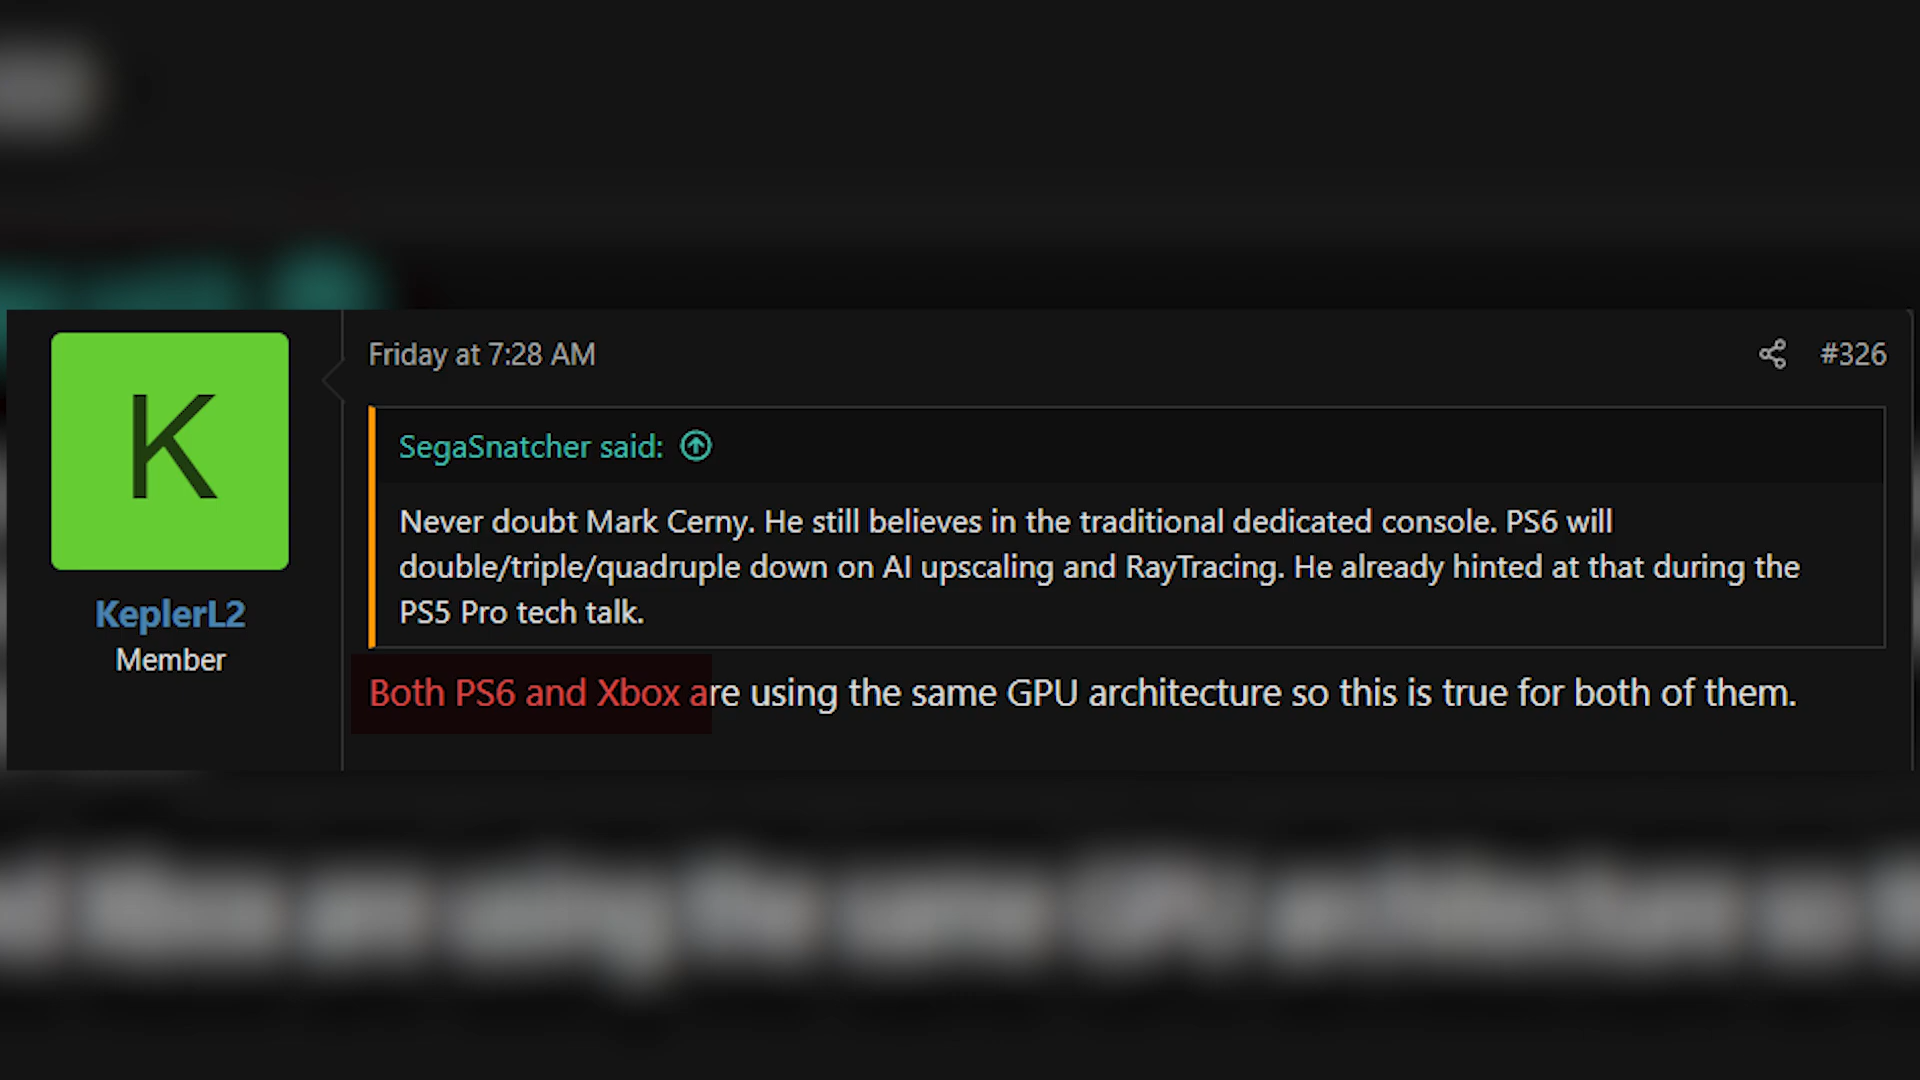 K
KeplerL2
Member
Friday at 7:28 AM
#326
SegaSnatcher said:
Never doubt Mark Cerny. He still believes in the traditional dedicated console. PS6 will
double/triple/quadruple down on AI upscaling and RayTracing. He already hinted at that during the
PS5 Pro tech talk.
Both PS6 and Xbox are using the same GPU architecture so this is true for both of them.